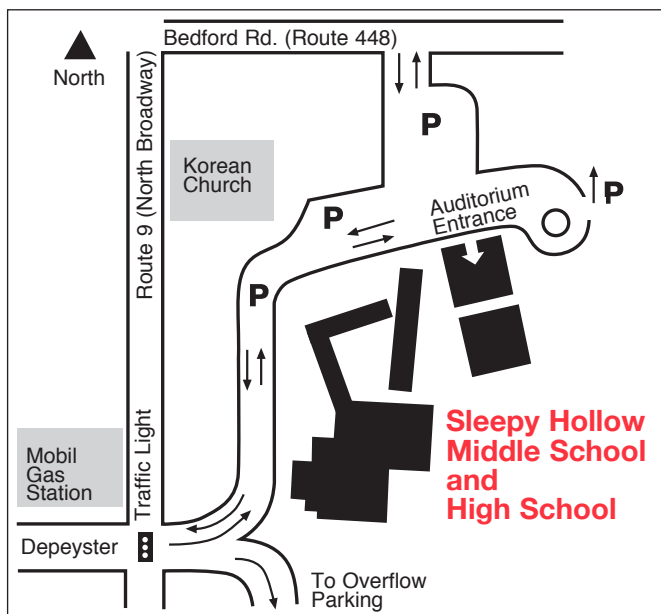 Bedford Rd. (Route 448)
North
Route 9 (North Broadway)
P
Korean
Church
P
Auditorium
Entrance
P
P
Sleepy Hollow
Middle School
and
High School
Mobil
Gas
Station
Traffic Light
Depeyster
To Overflow
Parking